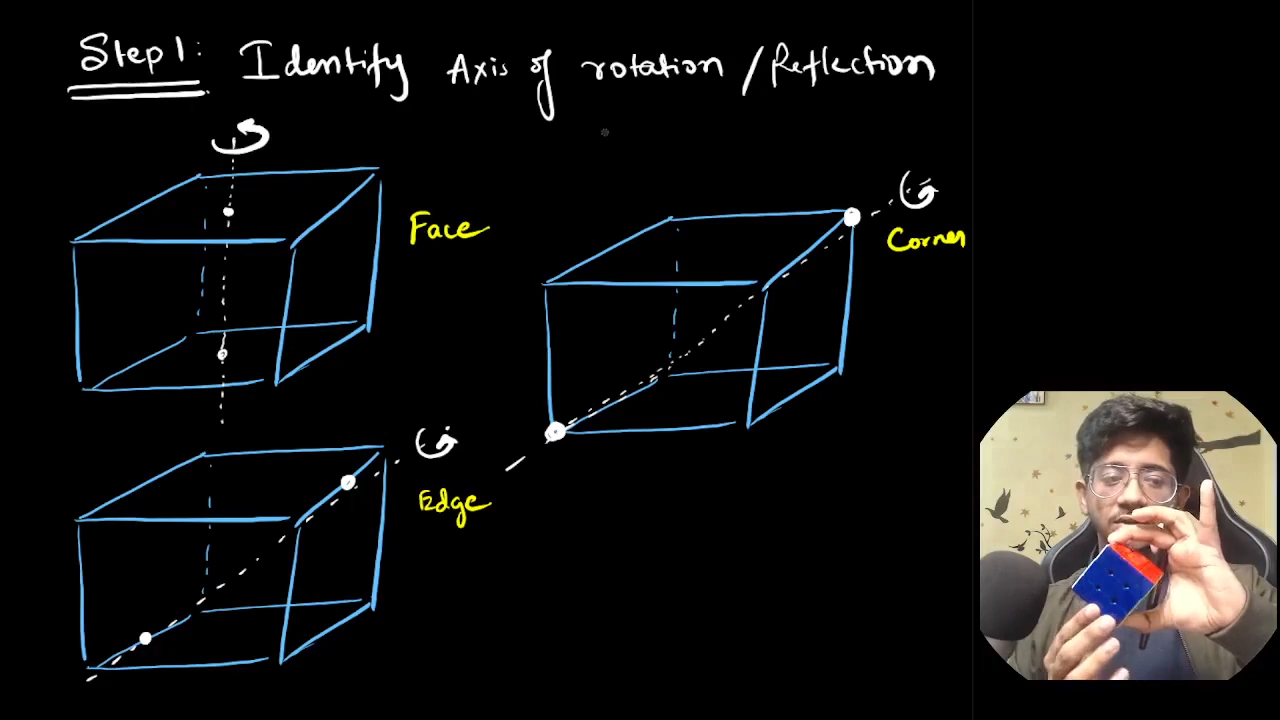 Step 1: Identify Axis of rotation / Reflection
Face
Corner
Edge